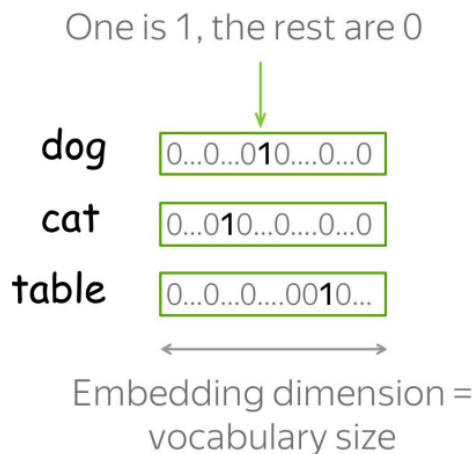 One is 1, the rest are 0
dog 0...0...010....0...0
cat 0...010...0....0...0
table 0...0...0....0010...
Embedding dimension =
vocabulary size